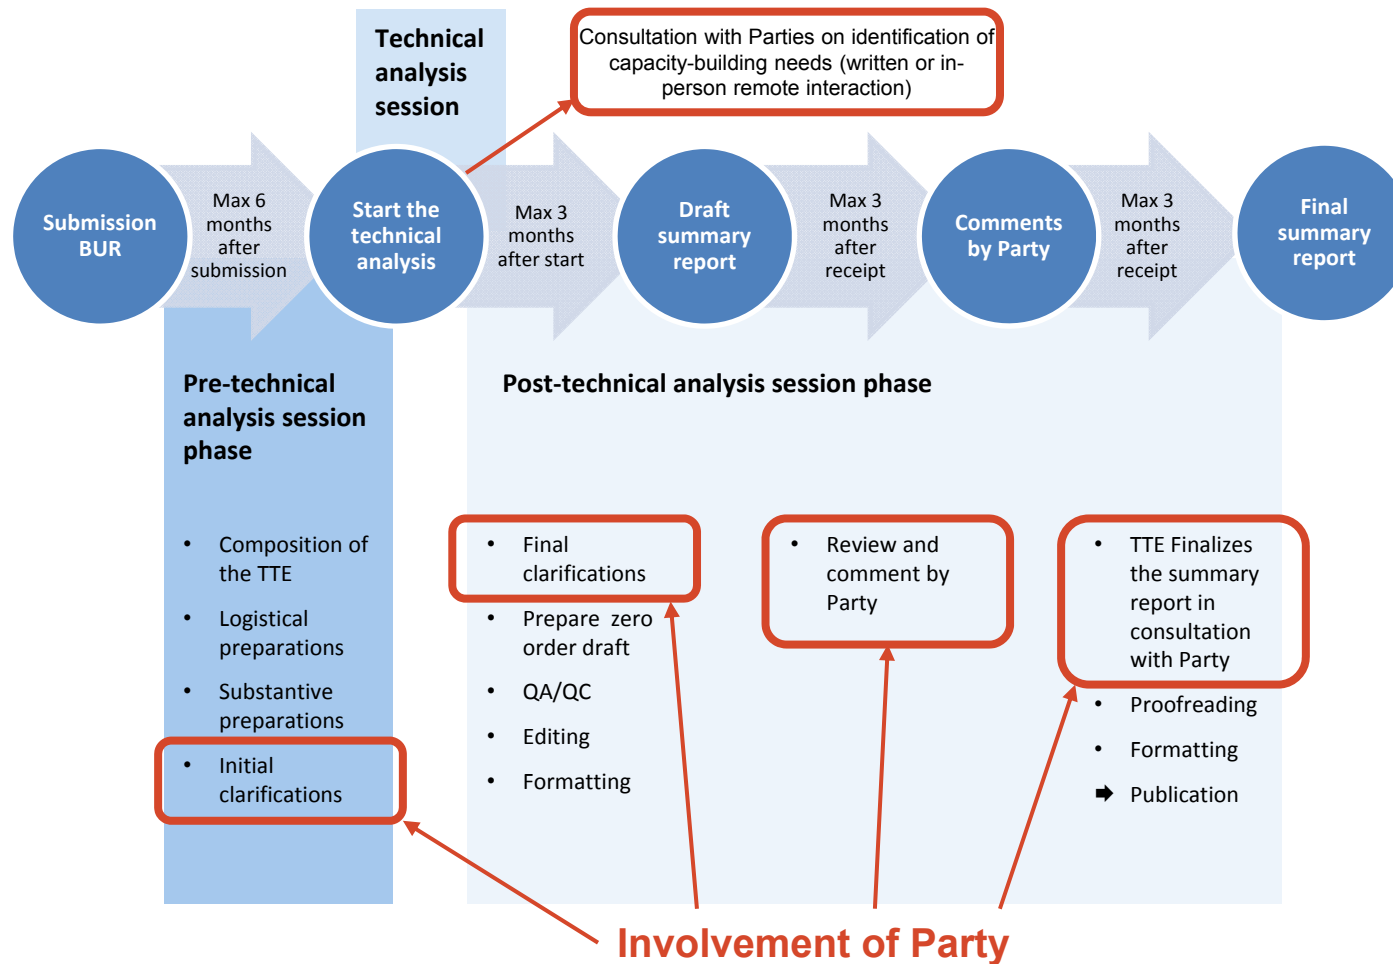 Technical
analysis
session
Consultation with Parties on identification of
capacity-building needs (written or in-
person remote interaction)
Submission
BUR
Max 6
months
after
submission
Start the
technical
analysis
Max 3
months
after start
Draft
summary
report
Max 3
months
after
receipt
Comments
by Party
Max 3
months
after
receipt
Final
summary
report
Pre-technical
analysis session
phase
• Composition of
the TTE
• Logistical
preparations
• Substantive
preparations
• Initial
clarifications
Post-technical analysis session phase
• Final
clarifications
• Prepare zero
order draft
• QA/QC
• Editing
• Formatting
• Review and
comment by
Party
• TTE Finalizes
the summary
report in
consultation
with Party
• Proofreading
• Formatting
🡆 Publication
Involvement of Party